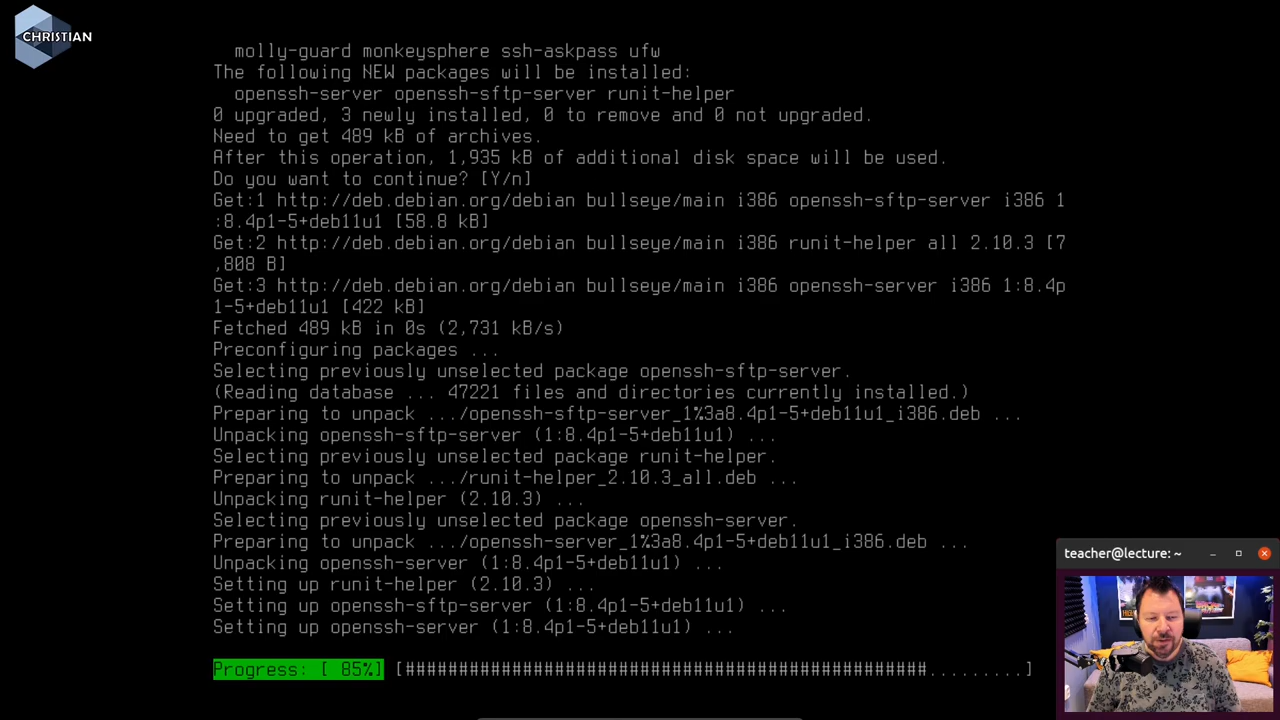 CHRISTIAN
molly-guard monkeysphere ssh-askpass ufw
The following NEW packages will be installed:
openssh-server openssh-sftp-server runit-helper
0 upgraded, 3 newly installed, 0 to remove and 0 not upgraded.
Need to get 489 kB of archives.
After this operation, 1,935 kB of additional disk space will be used.
Do you want to continue? [Y/n]
Get:1 http://deb.debian.org/debian bullseye/main i386 openssh-sftp-server i386 1
:8.4p1-5+deb11u1 [58.8 kB]
Get:2 http://deb.debian.org/debian bullseye/main i386 runit-helper all 2.10.3 [7
,808 B]
Get:3 http://deb.debian.org/debian bullseye/main i386 openssh-server i386 1:8.4p
1-5+deb11u1 [422 kB]
Fetched 489 kB in 0s (2,731 kB/s)
Preconfiguring packages ...
Selecting previously unselected package openssh-sftp-server.
(Reading database ... 47221 files and directories currently installed.)
Preparing to unpack .../openssh-sftp-server_1%3a8.4p1-5+deb11u1_i386.deb ...
Unpacking openssh-sftp-server (1:8.4p1-5+deb11u1) ...
Selecting previously unselected package runit-helper.
Preparing to unpack .../runit-helper_2.10.3_all.deb ...
Unpacking runit-helper (2.10.3) ...
Selecting previously unselected package openssh-server.
Preparing to unpack .../openssh-server_1%3a8.4p1-5+deb11u1_i386.deb ...
Unpacking openssh-server (1:8.4p1-5+deb11u1) ...
Setting up runit-helper (2.10.3) ...
Setting up openssh-sftp-server (1:8.4p1-5+deb11u1) ...
Setting up openssh-server (1:8.4p1-5+deb11u1) ...
Progress: [ 85%] [#################################################.........]
teacher@lecture: ~